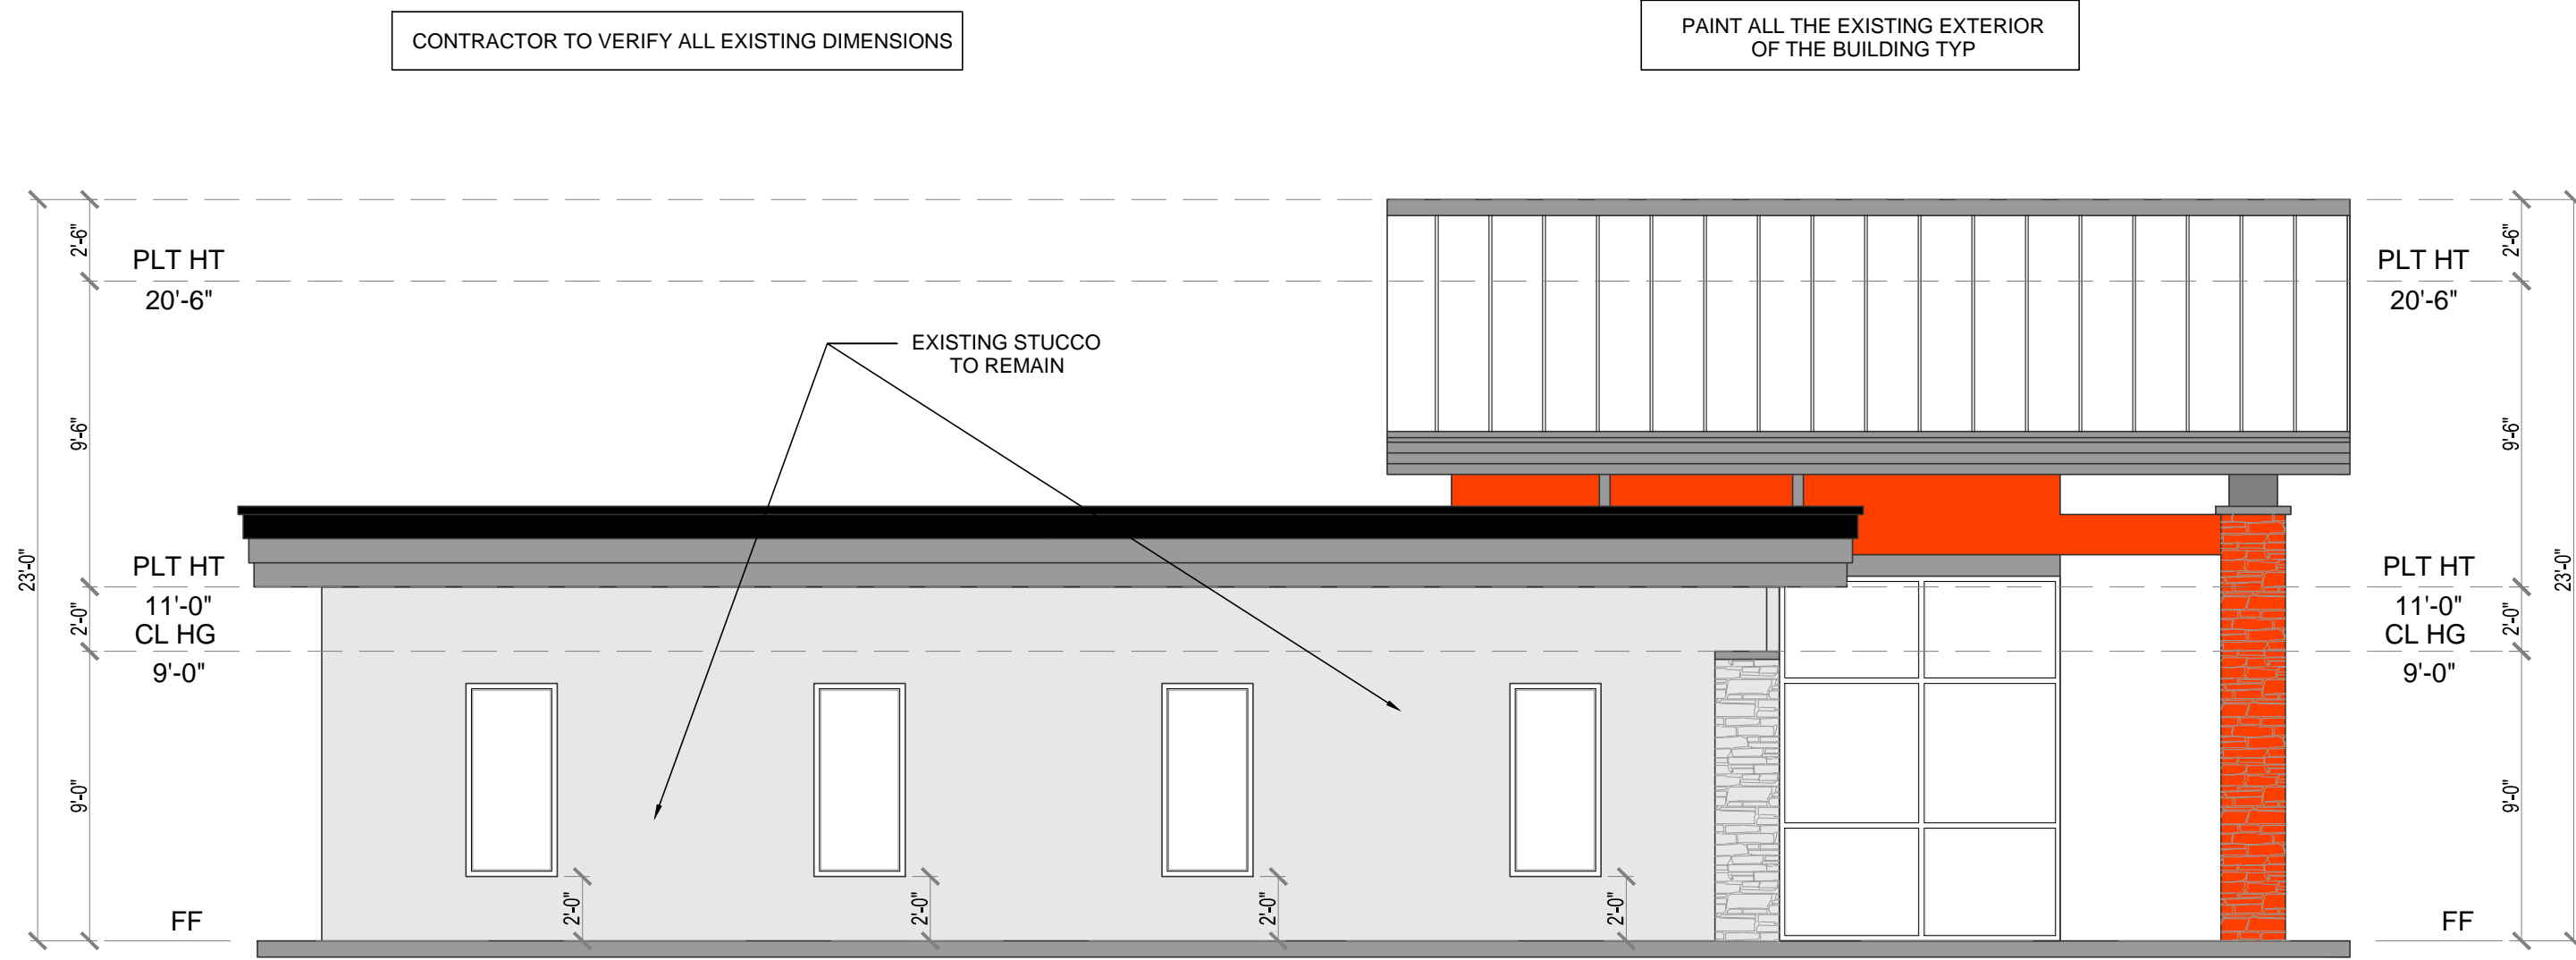 CONTRACTOR TO VERIFY ALL EXISTING DIMENSIONS
PAINT ALL THE EXISTING EXTERIOR
OF THE BUILDING TYP
2'-6"
PLT HT
20'-6"
9'-6"
23'-0"
PLT HT
11'-0"
2'-0"
CL HG
9'-0"
9'-0"
FF
EXISTING STUCCO
TO REMAIN
2'-0"
2'-0"
2'-0"
2'-0"
PLT HT
20'-6"
2'-6"
9'-6"
23'-0"
PLT HT
11'-0"
2'-0"
CL HG
9'-0"
9'-0"
FF